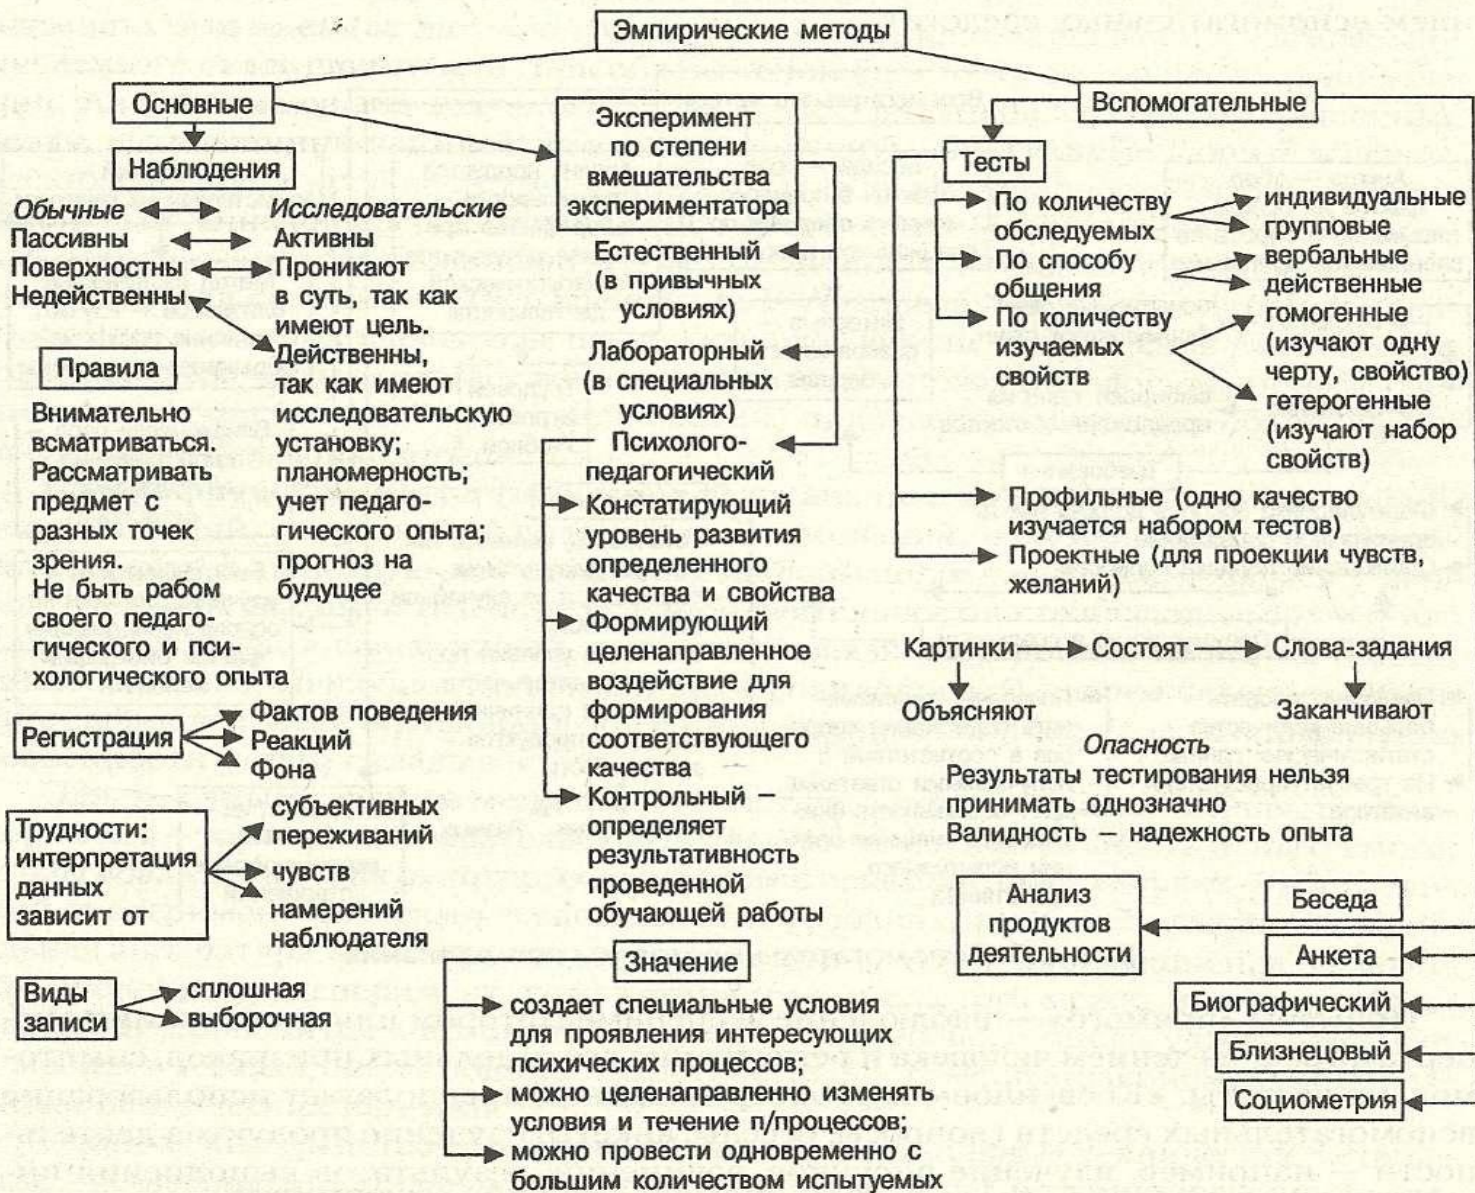 Эмпирические методы
Основные
Вспомогательные
Наблюдения
Обычные
Исследовательские
Пассивны
Активны
Поверхностны
Проникают
в суть, так как
имеют цель.
Недейственны
Действенны,
так как имеют
исследовательскую
установку;
планомерность;
учет педаго-
гического опыта;
прогноз на
будущее
Правила
Внимательно
всматриваться.
Рассматривать
предмет с
разных точек
зрения.
Не быть рабом
своего педаго-
гического и пси-
хологического опыта
Регистрация
Фактов поведения
Реакций
Фона
Трудности:
интерпретация
данных
зависит от
субъективных
переживаний
чувств
намерений
наблюдателя
Виды
записи
сплошная
выборочная
Эксперимент
по степени
вмешательства
экспериментатора
Естественный
(в привычных
условиях)
Лабораторный
(в специальных
условиях)
Психолого-
педагогический
Констатирующий
уровень развития
определенного
качества и свойства
Формирующий
целенаправленное
воздействие для
формирования
соответствующего
качества
Контрольный –
определяет
результативность
проведенной
обучающей работы
Значение
создает специальные условия
для проявления интересующих
психических процессов;
можно целенаправленно изменять
условия и течение п/процессов;
можно провести одновременно с
большим количеством испытуемых
Тесты
По количеству
обследуемых
индивидуальные
групповые
По способу
общения
вербальные
действенные
По количеству
изучаемых
свойств
гомогенные
(изучают одну
черту, свойство)
гетерогенные
(изучают набор
свойств)
Профильные (одно качество
изучается набором тестов)
Проектные (для проекции чувств,
желаний)
Картинки
Состоят
Слова-задания
Объясняют
Заканчивают
Опасность
Результаты тестирования нельзя
принимать однозначно
Валидность – надежность опыта
Анализ
продуктов
деятельности
Беседа
Анкета
Биографический
Близнецовый
Социометрия